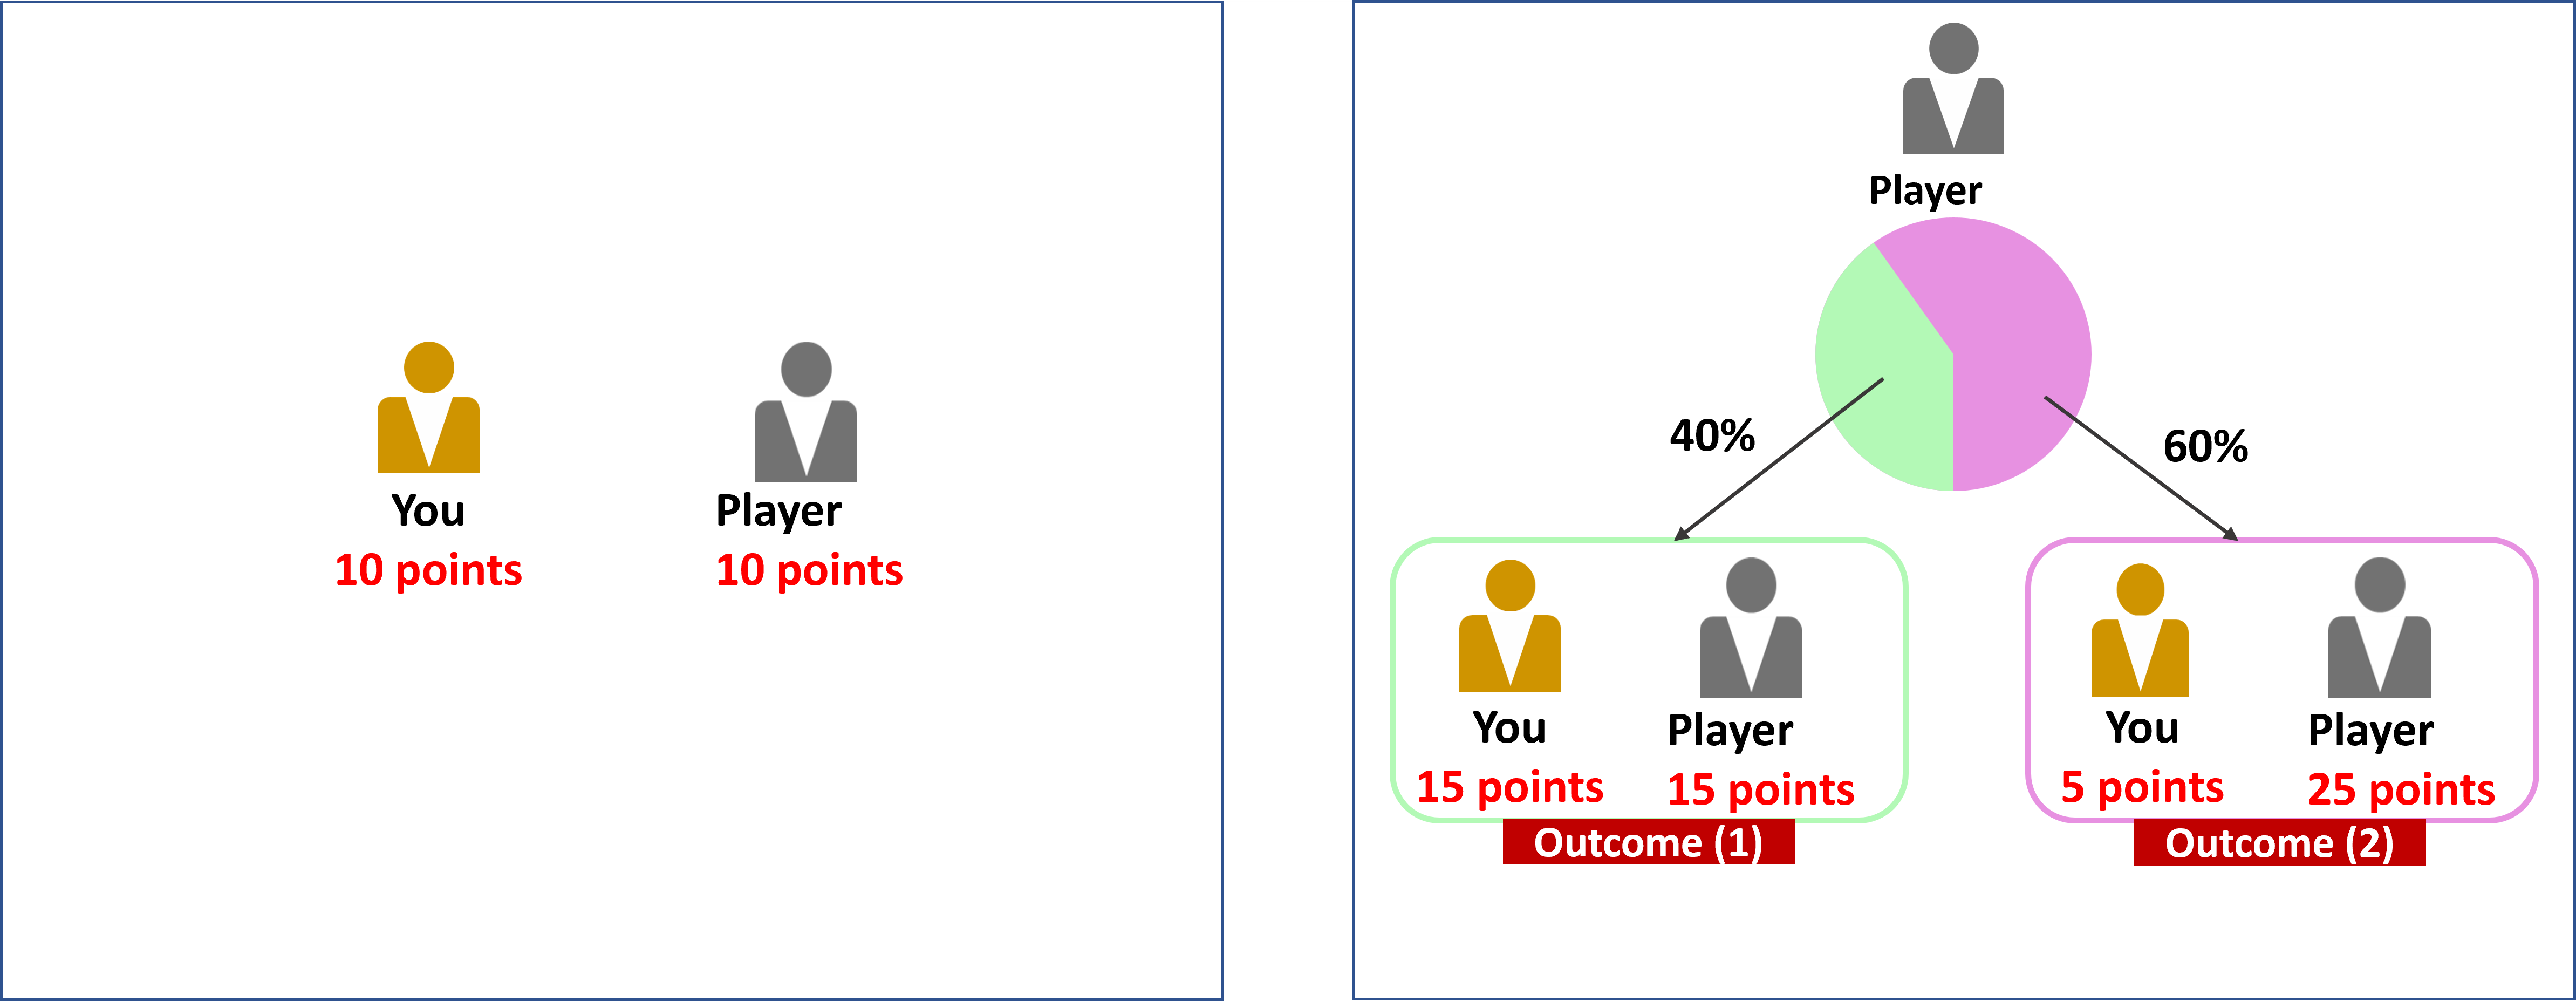 You
Player
10 points
10 points
Player
40%
60%
You
Player
15 points
15 points
Outcome (1)
You
Player
5 points
25 points
Outcome (2)